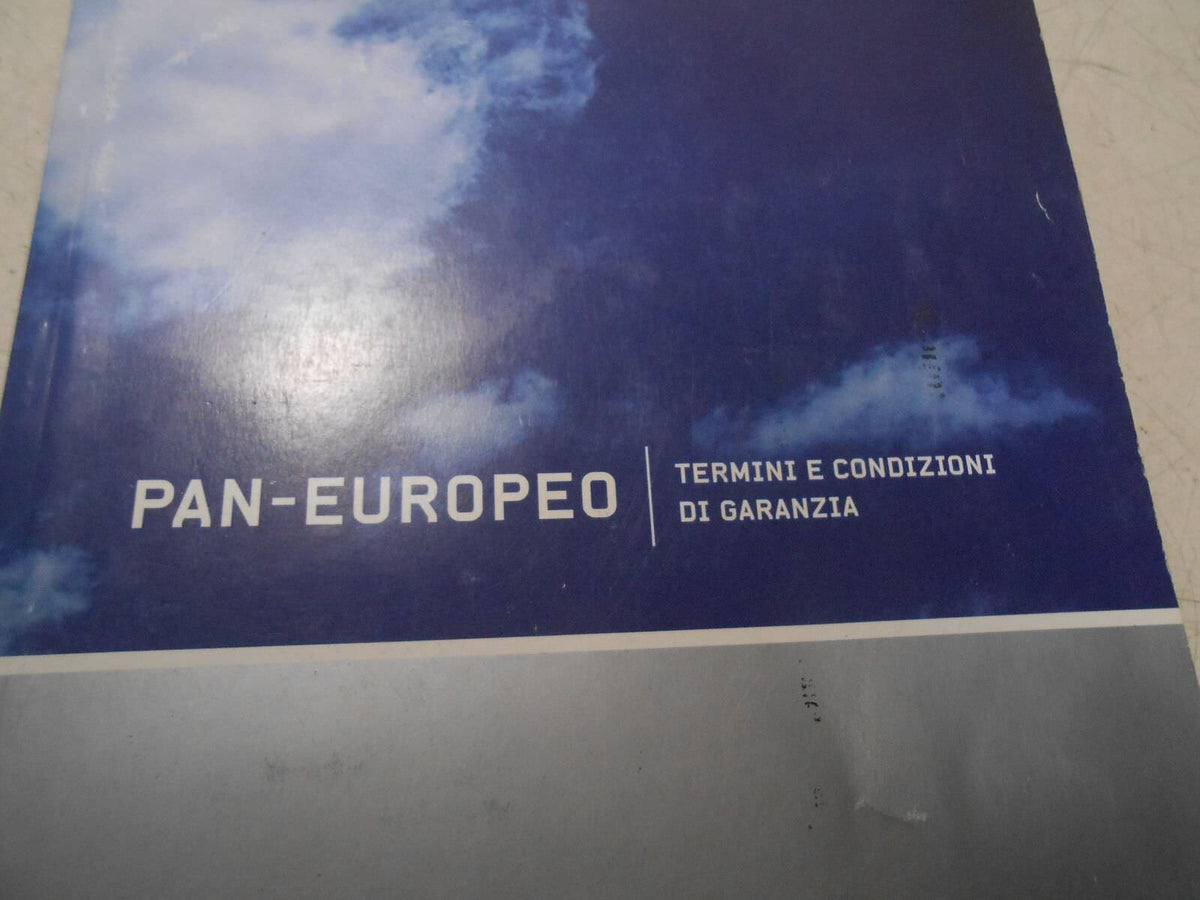 PAN-EUROPEO
TERMINI E CONDIZIONI
DI GARANZIA